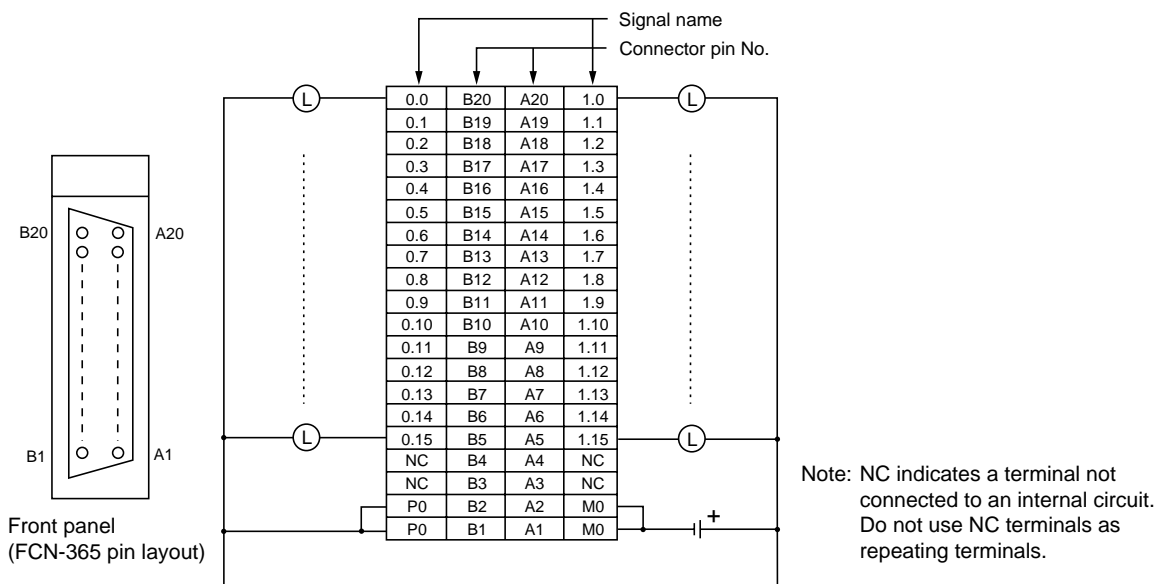 Signal name
Connector pin No.
L
L
0.0 B20 A20 1.0
0.1 B19 A19 1.1
0.2 B18 A18 1.2
0.3 B17 A17 1.3
0.4 B16 A16 1.4
0.5 B15 A15 1.5
0.6 B14 A14 1.6
0.7 B13 A13 1.7
0.8 B12 A12 1.8
0.9 B11 A11 1.9
0.10 B10 A10 1.10
0.11 B9 A9 1.11
0.12 B8 A8 1.12
0.13 B7 A7 1.13
0.14 B6 A6 1.14
0.15 B5 A5 1.15
NC B4 A4 NC
NC B3 A3 NC
P0 B2 A2 M0
P0 B1 A1 M0
L
L
+
B20
A20
B1
A1
Front panel
(FCN-365 pin layout)
Note: NC indicates a terminal not
connected to an internal circuit.
Do not use NC terminals as
repeating terminals.